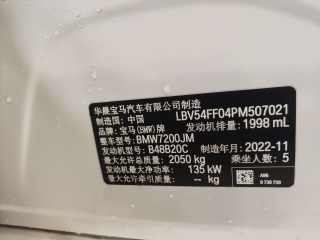 华晨宝马汽车有限公司制造
制造国: 中国 LBV54FF04PM507021
品牌: 宝马(BMW)牌 发动机排量: 1998 mL
整车型号: BMW7200JM
发动机型号: B48B20C 制造年月: 2022-11
最大允许总质量: 2050 kg 乘坐人数: 5
最大净功率: 135 kW A96
最大允许牵引质量: -- kg 8 738 756